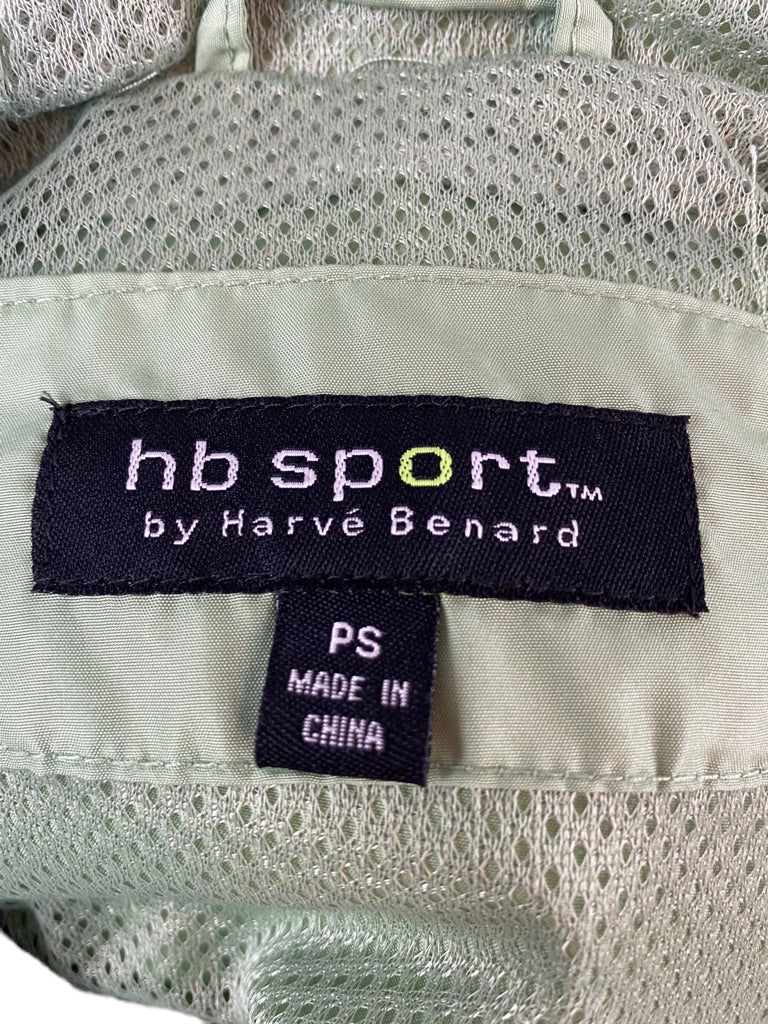 hb sport™
by Harvé Benard
PS
MADE IN
CHINA